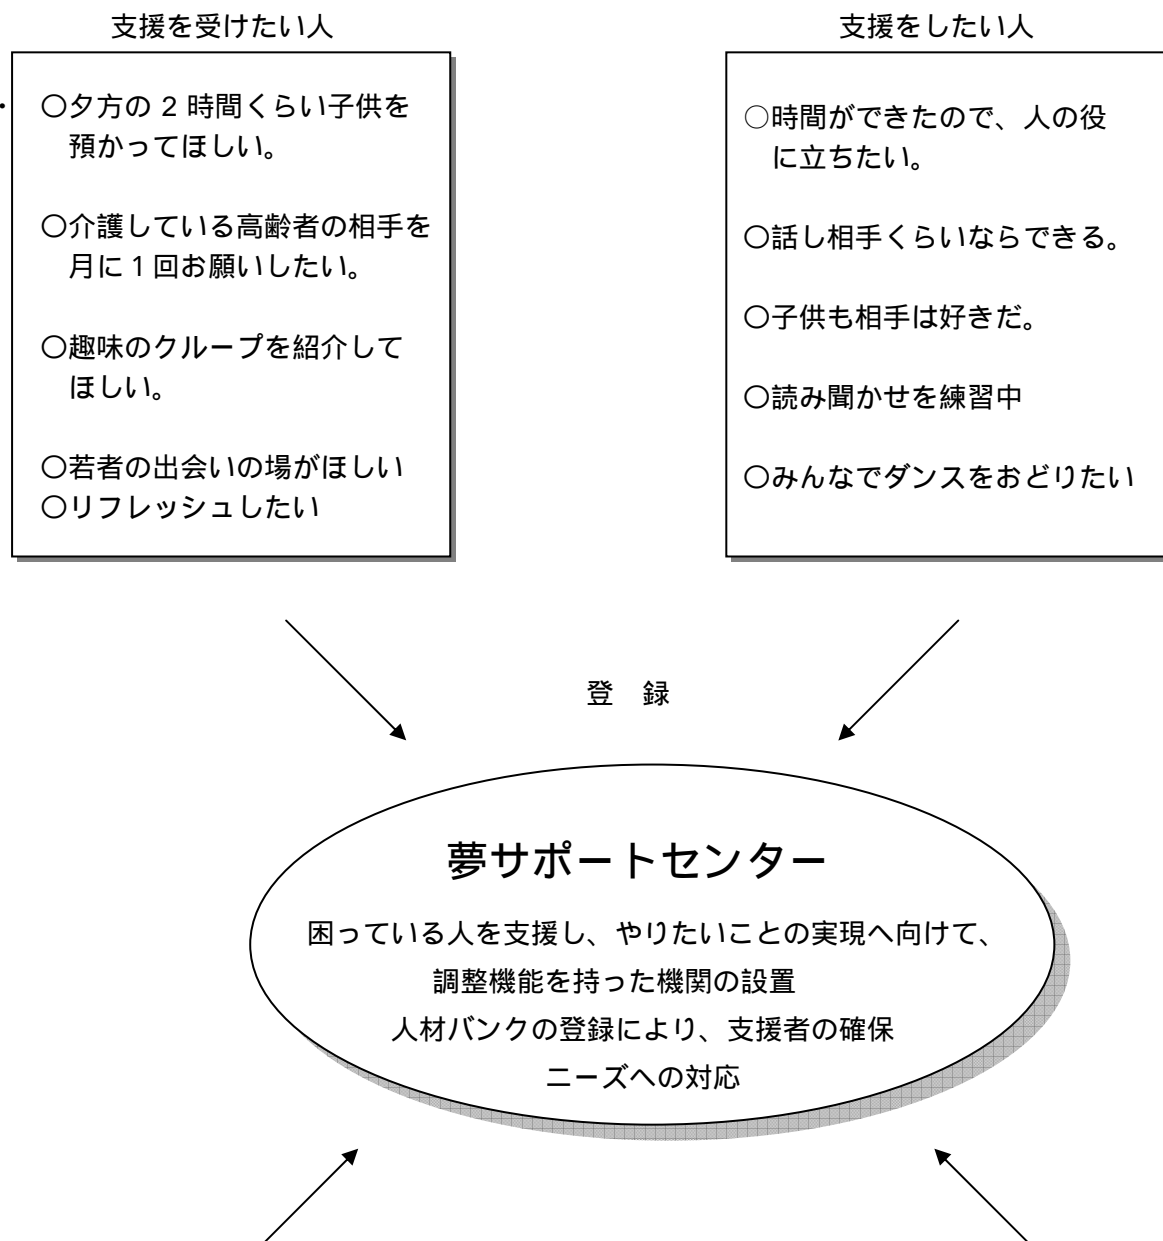 支援を受けたい人
・
○夕方の 2 時間くらい子供を
預かってほしい。
○介護している高齢者の相手を
月に 1 回お願いしたい。
○趣味のクループを紹介して
ほしい。
○若者の出会いの場がほしい
○リフレッシュしたい
支援をしたい人
○時間ができたので、人の役
に立ちたい。
○話し相手くらいならできる。
○子供も相手は好きだ。
○読み聞かせを練習中
○みんなでダンスをおどりたい
登　録
夢サポートセンター
困っている人を支援し、やりたいことの実現へ向けて、
調整機能を持った機関の設置
人材バンクの登録により、支援者の確保
ニーズへの対応